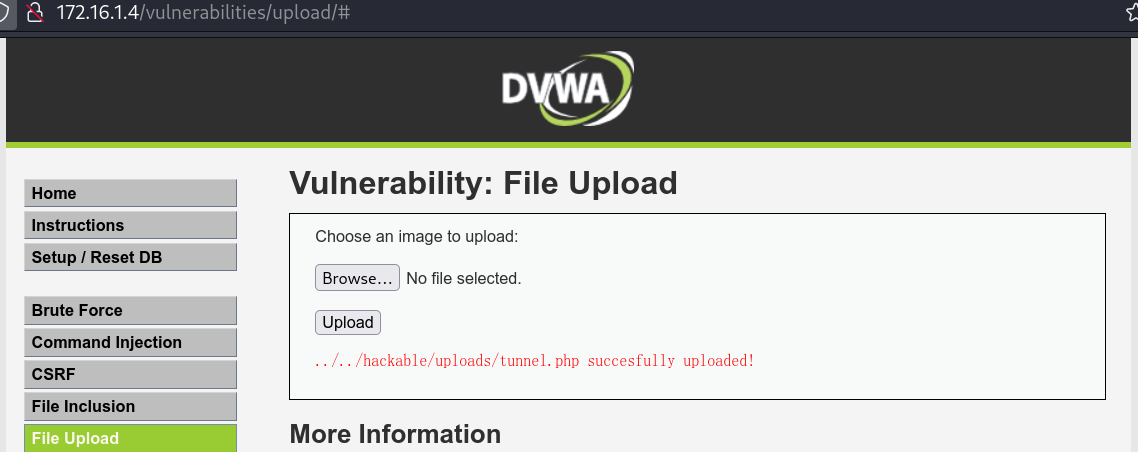 172.16.1.4/vulnerabilities/upload/#
DVWA
Home
Instructions
Setup / Reset DB
Brute Force
Command Injection
CSRF
File Inclusion
File Upload
Vulnerability: File Upload
Choose an image to upload:
Browse... No file selected.
Upload
../../hackable/uploads/tunnel.php succesfully uploaded!
More Information